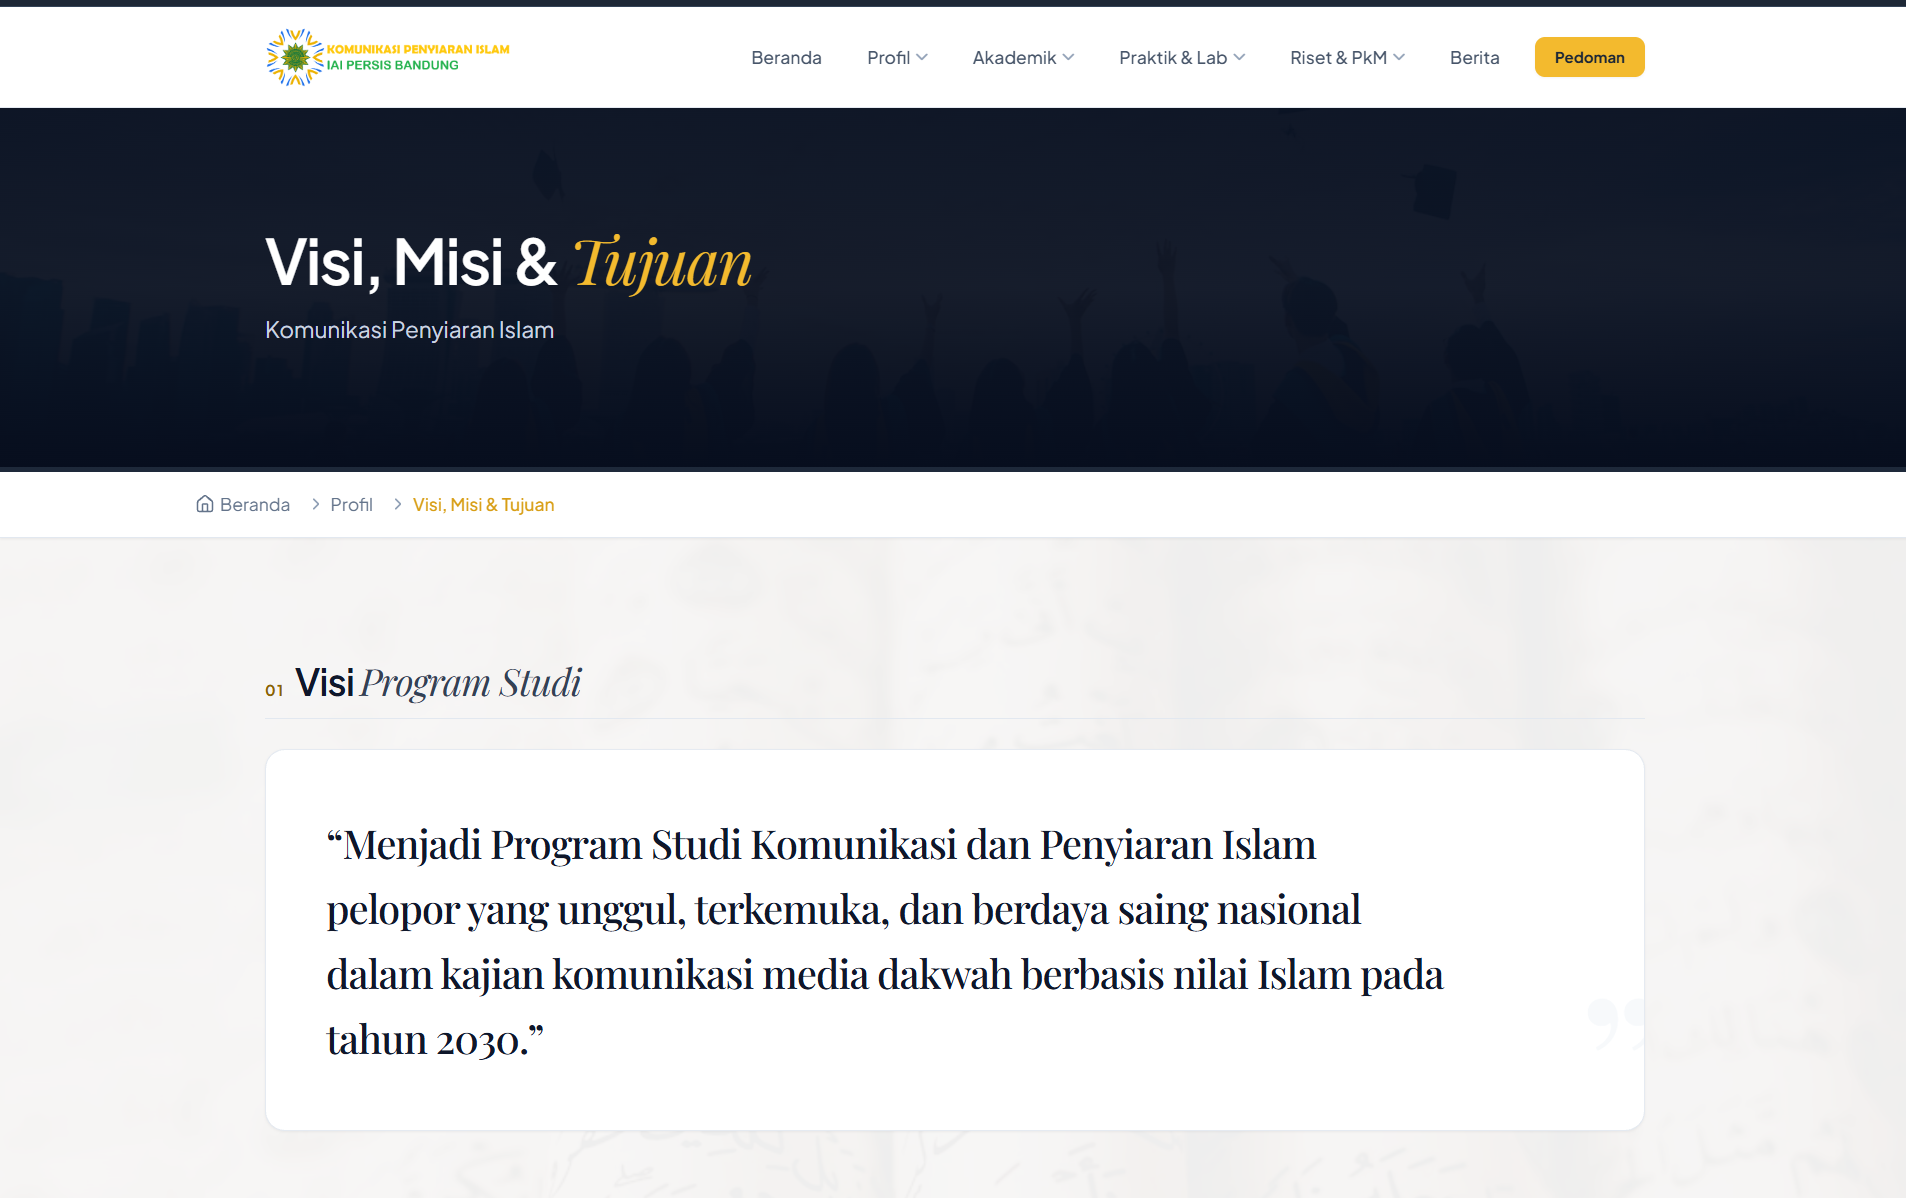 KOMUNIKASI PENYIARAN ISLAM
IAI PERSIS BANDUNG
Beranda
Profil
Akademik
Praktik & Lab
Riset & PkM
Berita
Pedoman
Visi, Misi & Tujuan
Komunikasi Penyiaran Islam
Beranda
Profil
Visi, Misi & Tujuan
01 Visi Program Studi
“Menjadi Program Studi Komunikasi dan Penyiaran Islam
pelopor yang unggul, terkemuka, dan berdaya saing nasional
dalam kajian komunikasi media dakwah berbasis nilai Islam pada
tahun 2030.”